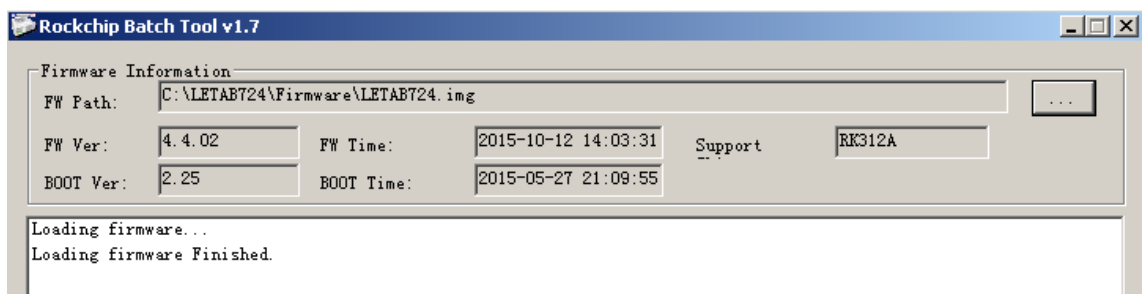 Rockchip Batch Tool v1.7
Firmware Information
FW Path: C:\LETAB724\Firmware\LETAB724.img ...
FW Ver: 4.4.02 FW Time: 2015-10-12 14:03:31 Support RK312A
BOOT Ver: 2.25 BOOT Time: 2015-05-27 21:09:55
Loading firmware...
Loading firmware Finished.